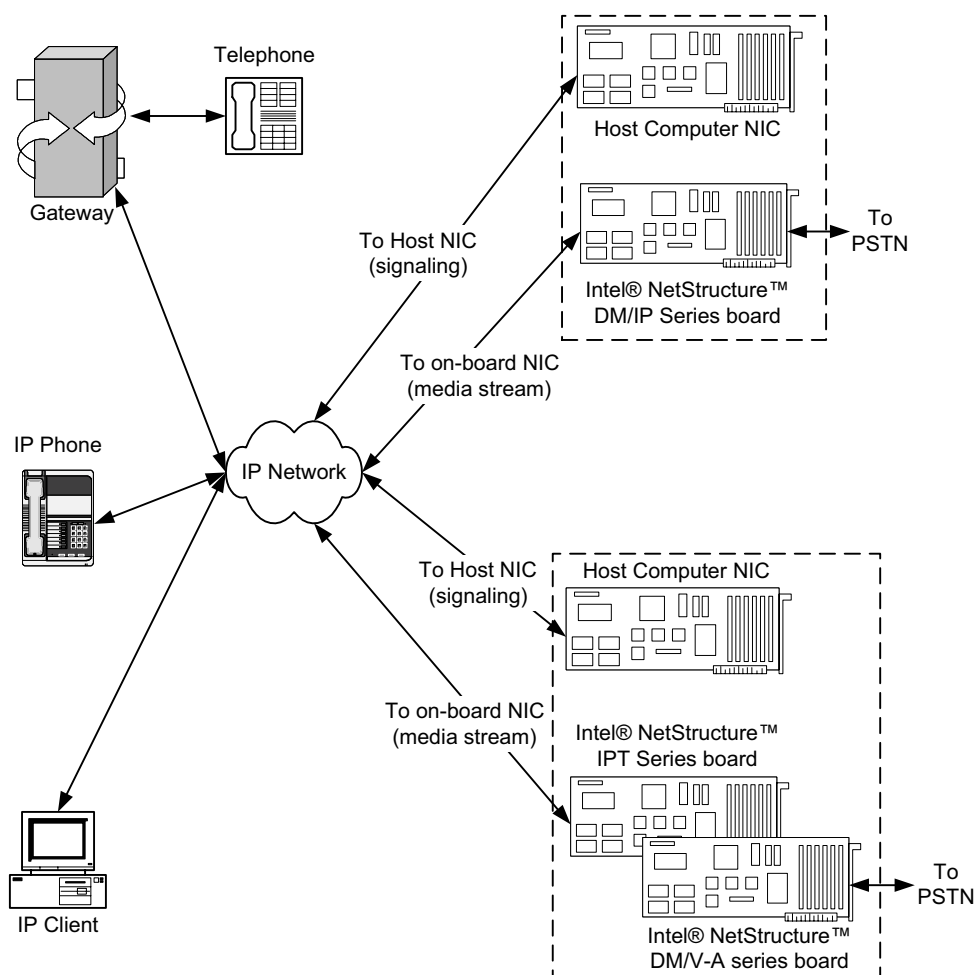 Telephone
Gateway
Host Computer NIC
To Host NIC
(signaling)
To
PSTN
Intel® NetStructure™
DM/IP Series board
To on-board NIC
(media stream)
IP Phone
IP Network
Host Computer NIC
To Host NIC
(signaling)
To on-board NIC
(media stream)
Intel® NetStructure™
IPT Series board
To
PSTN
IP Client
Intel® NetStructure™
DM/V-A series board